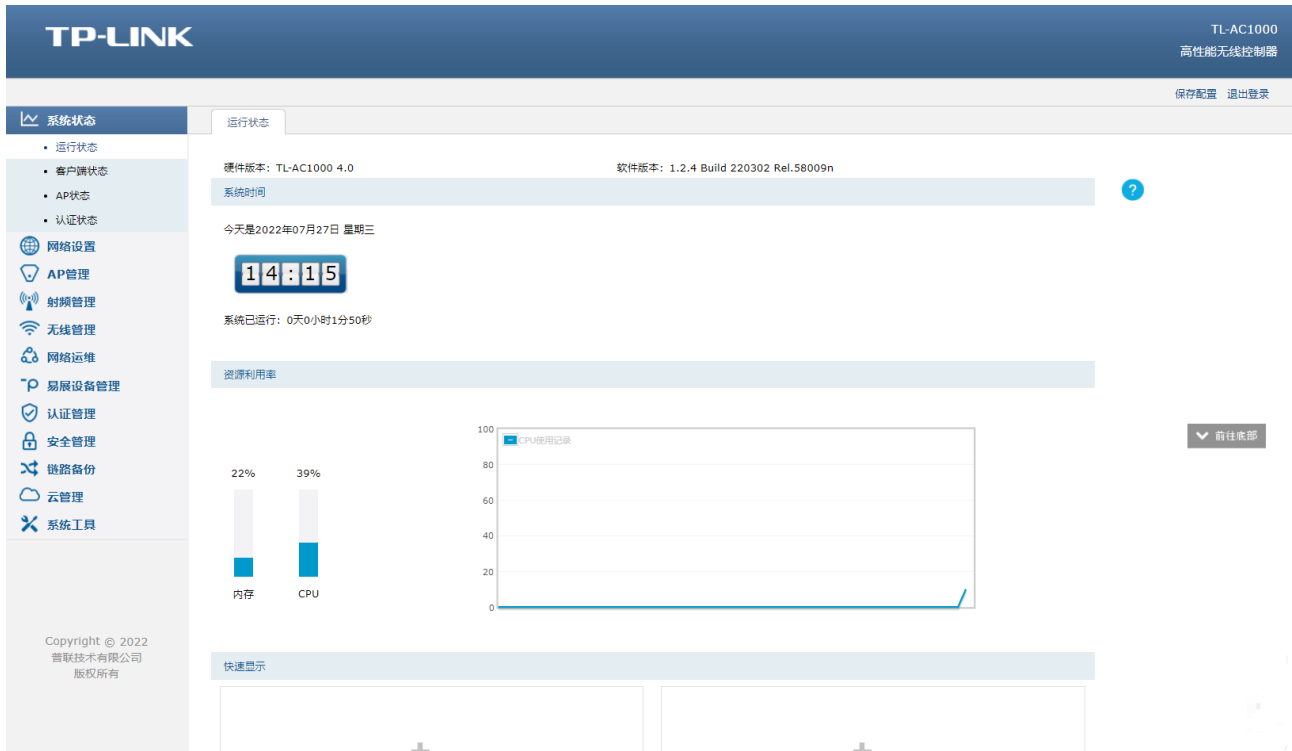 TP-LINK
TL-AC1000
高性能无线控制器
保存配置 退出登录
系统状态
运行状态
客户端状态
AP状态
认证状态
网络设置
AP管理
射频管理
无线管理
网络运维
易展设备管理
认证管理
安全管理
链路备份
云管理
系统工具
Copyright © 2022
普联技术有限公司
版权所有
运行状态
硬件版本: TL-AC1000 4.0
软件版本: 1.2.4 Build 220302 Rel.58009n
系统时间
?
今天是2022年07月27日 星期三
14:15
系统已运行: 0天0小时1分50秒
资源利用率
22%
39%
内存
CPU
CPU使用记录
100
80
60
40
20
0
前往底部
快速显示